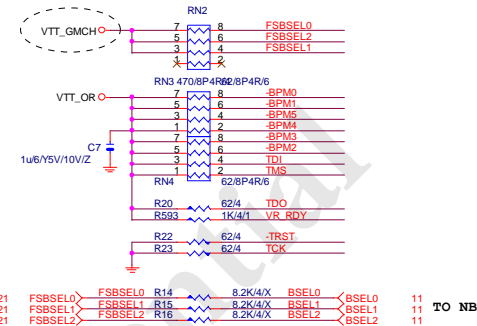 RN2
VTT_GMCH 7 8 FSBSEL0
5 6 FSBSEL2
3 4 FSBSEL1
1 2
RN3 470/8P4R/6 62/8P4R/6
VTT_OR 7 8 -BPM0
5 6 -BPM1
3 4 -BPM5
1 2 -BPM4
C7 7 8 -BPM3
5 6 -BPM2
1u/6/Y5V/10V/Z 3 4 TDI
1 2 TMS
RN4 62/8P4R/6
R20 62/4 TDO
R593 1K/4/1 VR_RDY
R22 62/4 -TRST
R23 62/4 TCK
21 FSBSEL0 FSBSEL0 R14 8.2K/4/X BSEL0 BSEL0 11
21 FSBSEL1 FSBSEL1 R15 8.2K/4/X BSEL1 BSEL1 11 TO NB
21 FSBSEL2 FSBSEL2 R16 8.2K/4/X BSEL2 BSEL2 11
ential